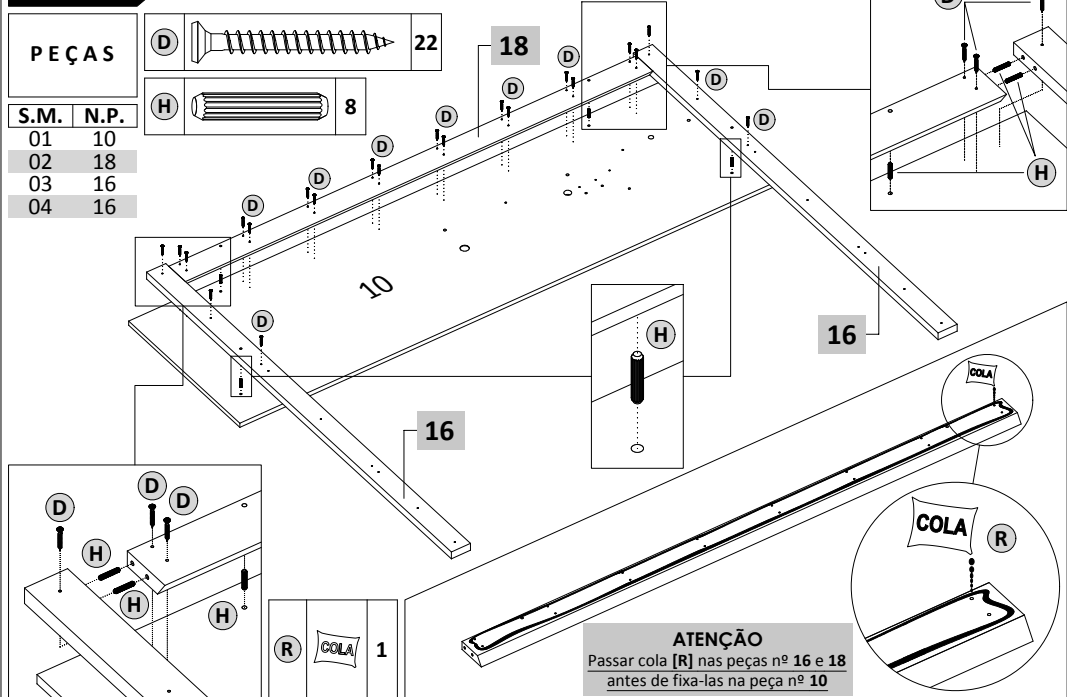 PEÇAS
S.M. N.P.
01 10
02 18
03 16
04 16
D 22
H 8
18
D
D
D
D
D
D
D
D
D
10
16
H
16
D
D
H
D
D D
H
H
H
R COLA 1
COLA
COLA R
ATENÇÃO
Passar cola [R] nas peças nº 16 e 18
antes de fixa-las na peça nº 10